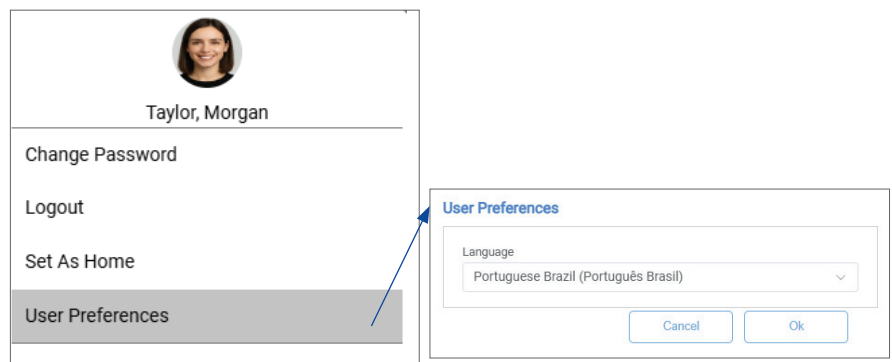 Taylor, Morgan
Change Password
Logout
Set As Home
User Preferences
User Preferences
Language
Portuguese Brazil (Português Brasil)
Cancel
Ok